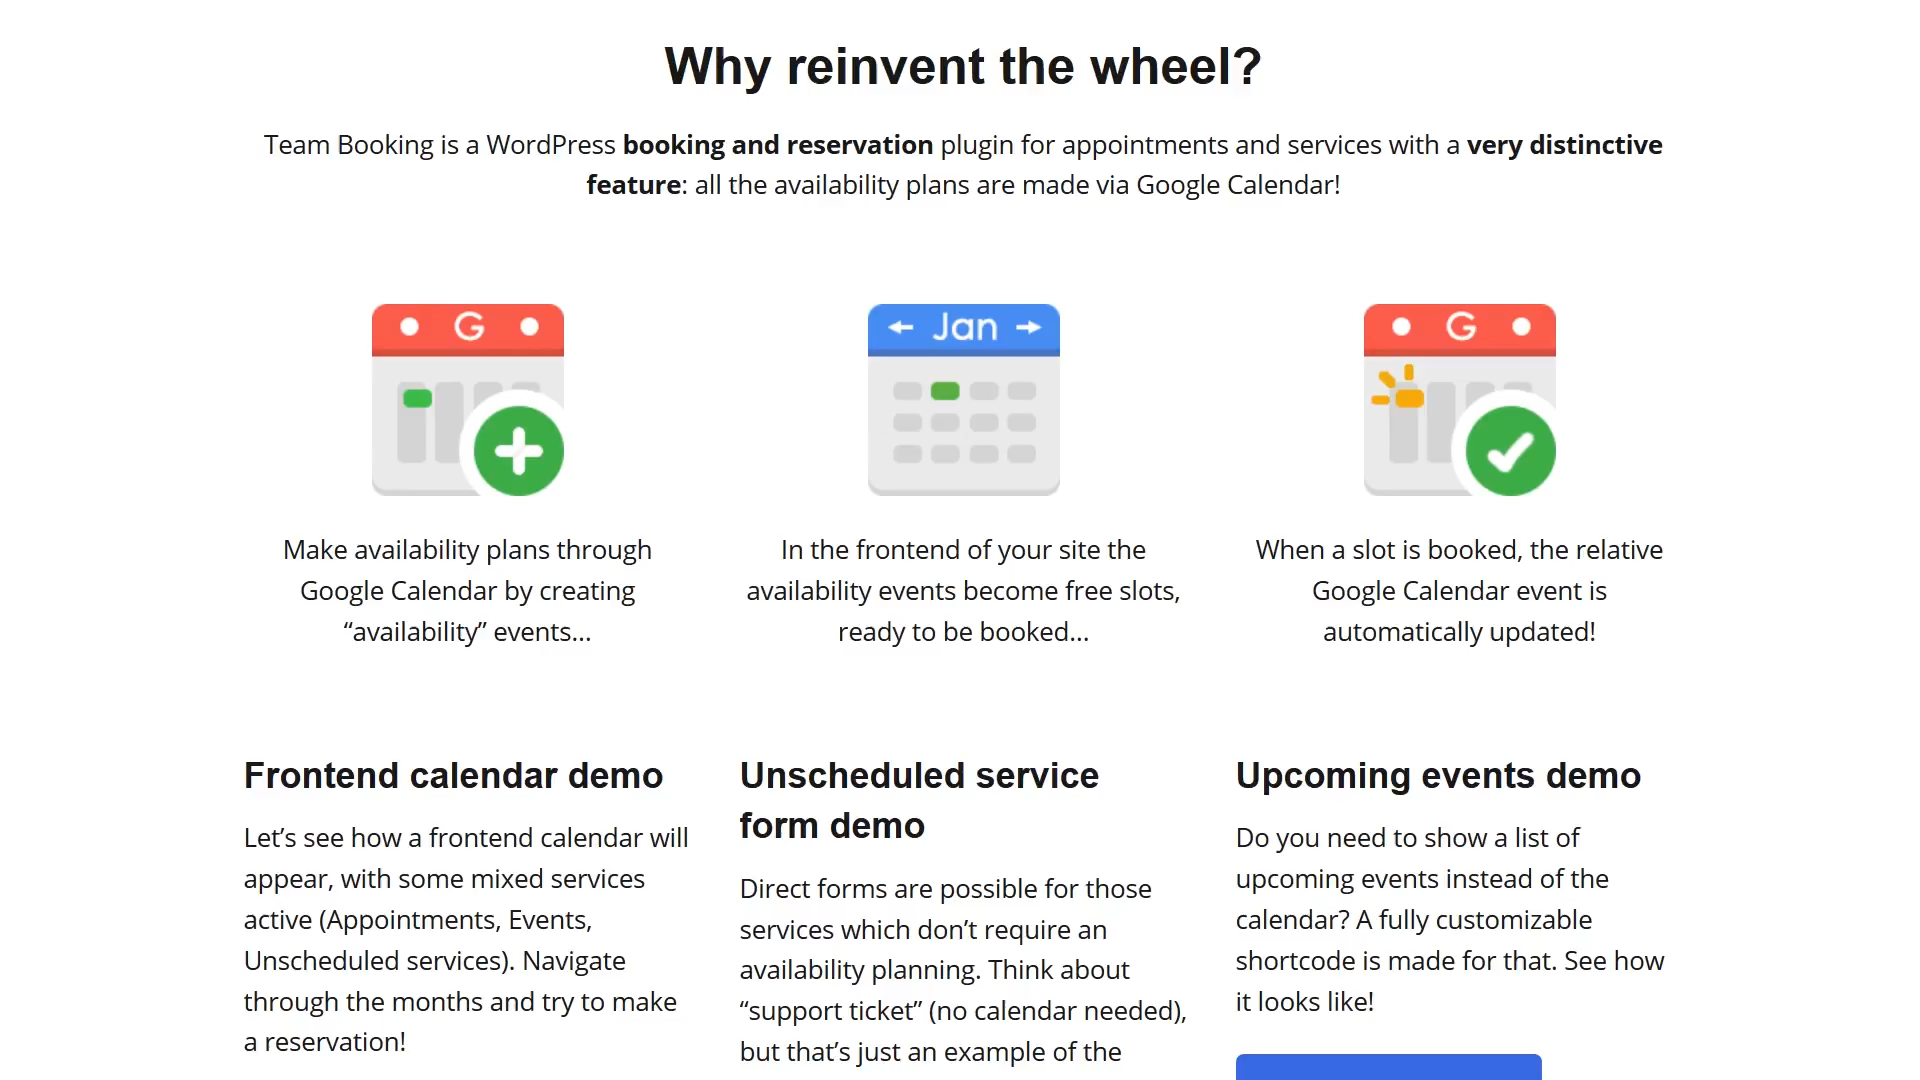 Why reinvent the wheel?
Team Booking is a WordPress booking and reservation plugin for appointments and services with a very distinctive
feature: all the availability plans are made via Google Calendar!
G
Jan
G
Make availability plans through
Google Calendar by creating
“availability” events...
In the frontend of your site the
availability events become free slots,
ready to be booked...
When a slot is booked, the relative
Google Calendar event is
automatically updated!
Frontend calendar demo
Let’s see how a frontend calendar will
appear, with some mixed services
active (Appointments, Events,
Unscheduled services). Navigate
through the months and try to make
a reservation!
Unscheduled service
form demo
Direct forms are possible for those
services which don’t require an
availability planning. Think about
“support ticket” (no calendar needed),
but that’s just an example of the
Upcoming events demo
Do you need to show a list of
upcoming events instead of the
calendar? A fully customizable
shortcode is made for that. See how
it looks like!